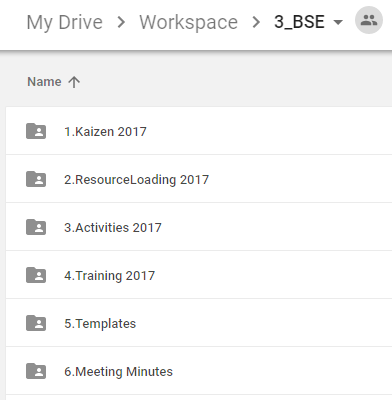 My Drive > Workspace > 3_BSE
Name ↑
1.Kaizen 2017
2.ResourceLoading 2017
3.Activities 2017
4.Training 2017
5.Templates
6.Meeting Minutes